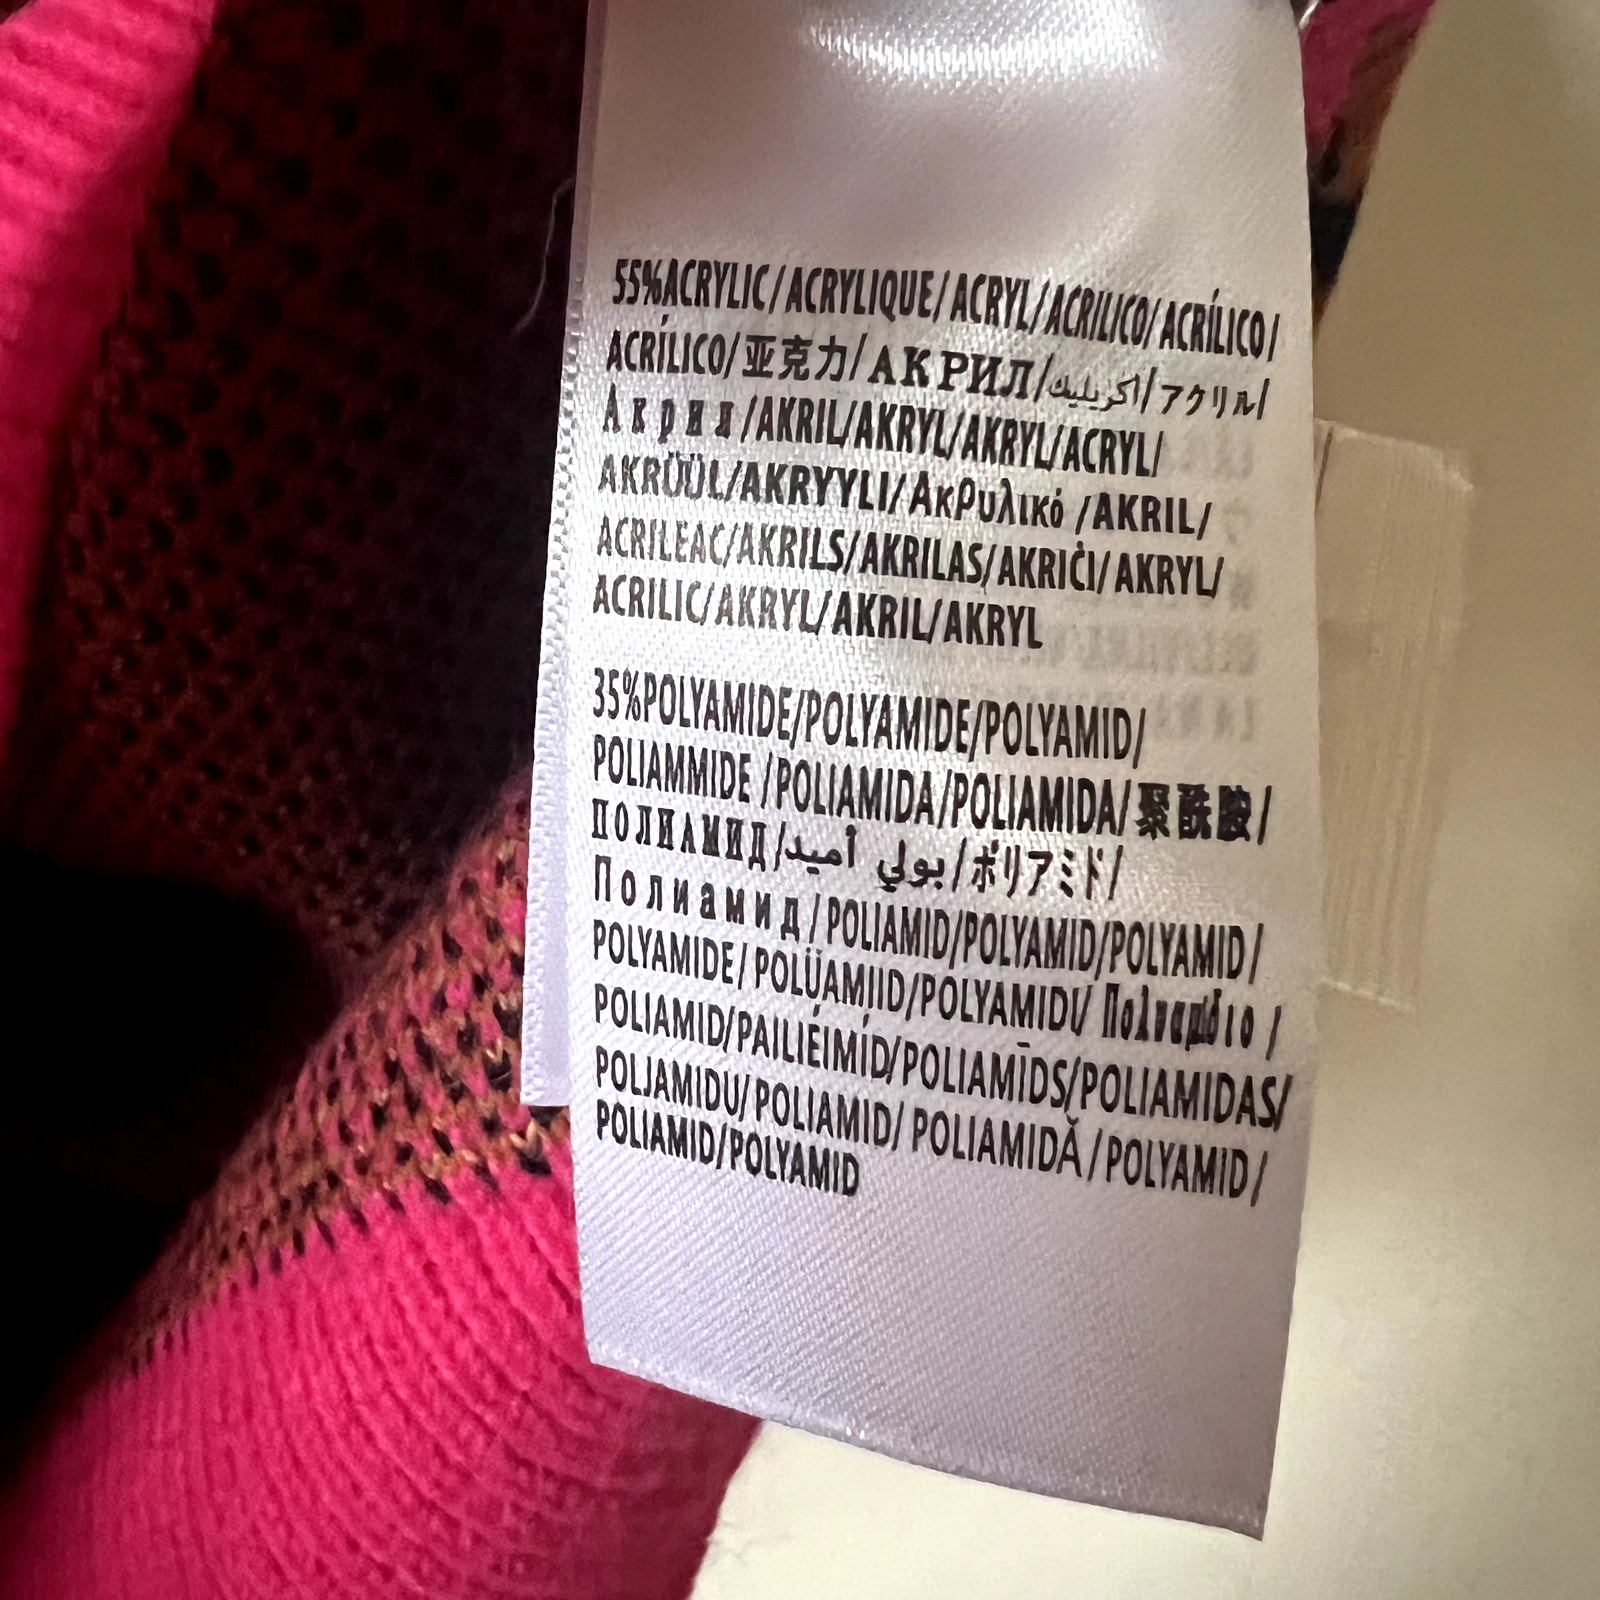 55%ACRYLIC/ACRYLIQUE/ACRYL/ACRILICO/ACRÍLICO/
ACRÍLICO/亚克力/АКРИЛ/اكريليك/アクリル/
Акрил/AKRIL/AKRYL/AKRYL/ACRYL/
AKRÜÜL/AKRYYLI/ΑκΡυλικό /AKRIL/
ACRILEAC/AKRILS/AKRILAS/AKRIĊI/AKRYL/
ACRILIC/AKRYL/AKRIL/AKRYL
35%POLYAMIDE/POLYAMIDE/POLYAMID/
POLIAMMIDE /POLIAMIDA/POLIAMIDA/聚酰胺/
ПОЛИАМИД/بولي أميد/ポリアミド/
Полиамид/POLIAMID/POLYAMID/POLYAMID/
POLYAMIDE/ POLÜAMIID/POLYAMIDI/ Πολυαμίδιο /
POLIAMID/PAILIÉIMÍD/POLIAMĪDS/POLIAMIDAS/
POLJAMIDU/POLIAMID/ POLIAMIDĂ/POLYAMID/
POLIAMID/POLYAMID